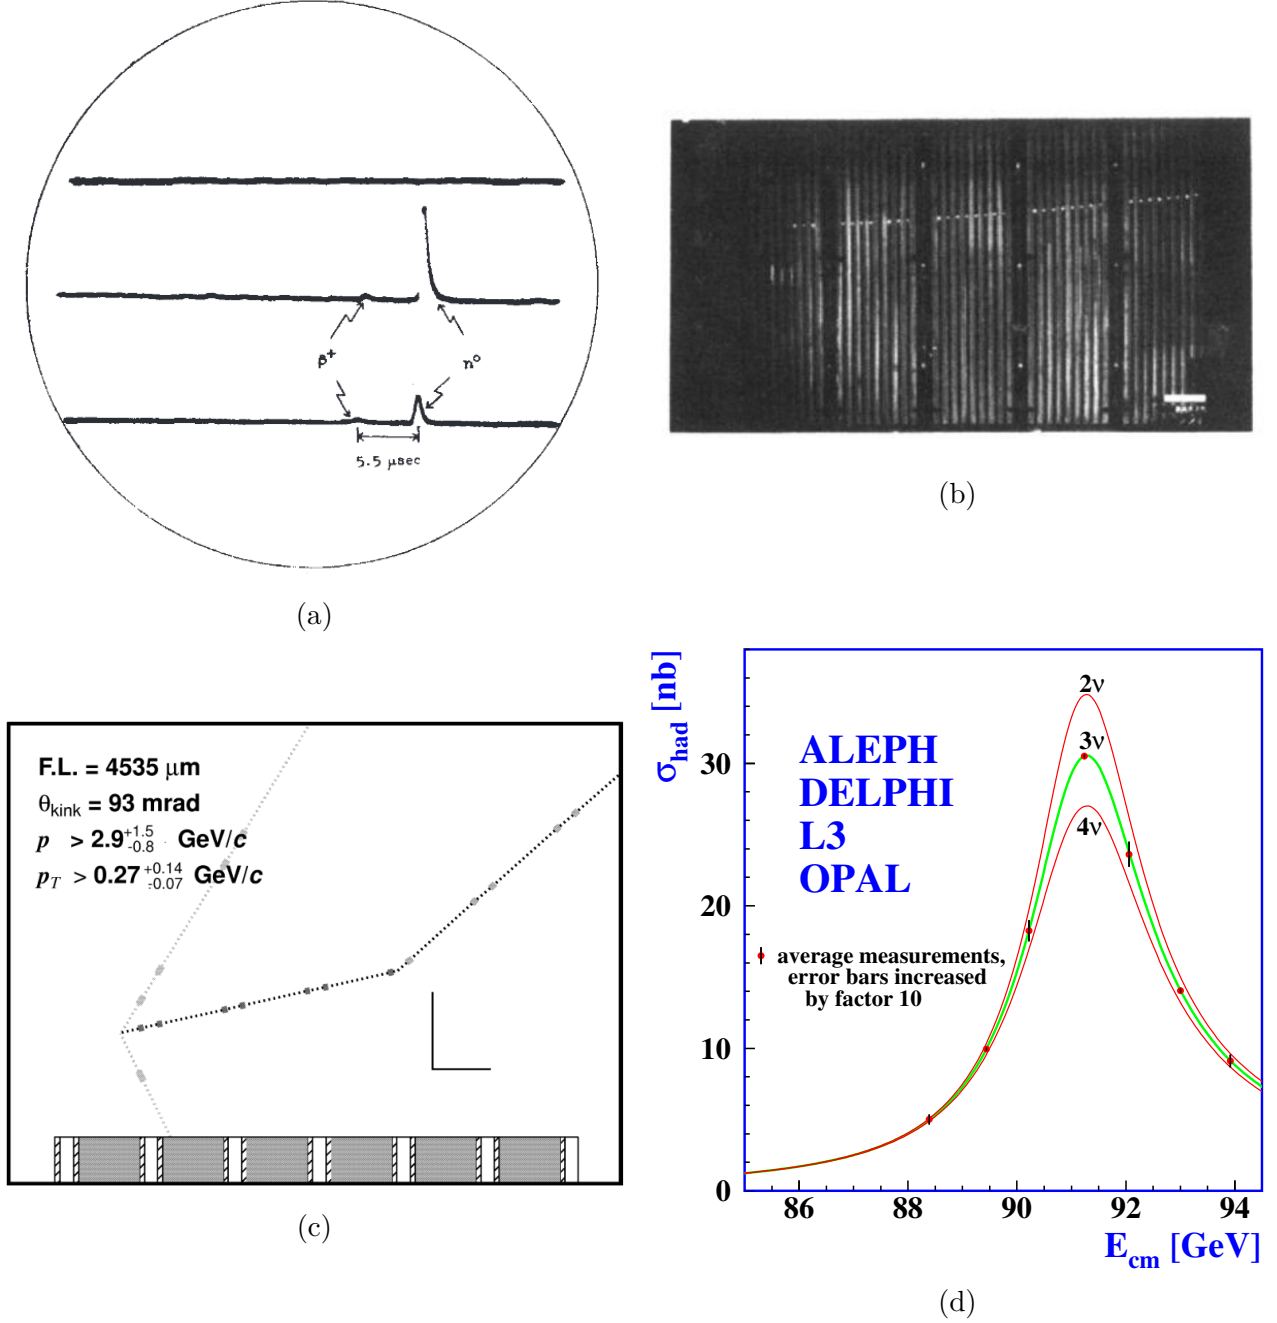 β⁺
n⁰
5.5 μsec
(a)
(b)
F.L. = 4535 μm
θkink = 93 mrad
p > 2.9 +1.5 -0.8 GeV/c
pT > 0.27 +0.14 -0.07 GeV/c
(c)
σhad [nb]
30
20
10
0
2ν
3ν
4ν
ALEPH
DELPHI
L3
OPAL
average measurements,
error bars increased
by factor 10
86 88 90 92 94
Ecm [GeV]
(d)